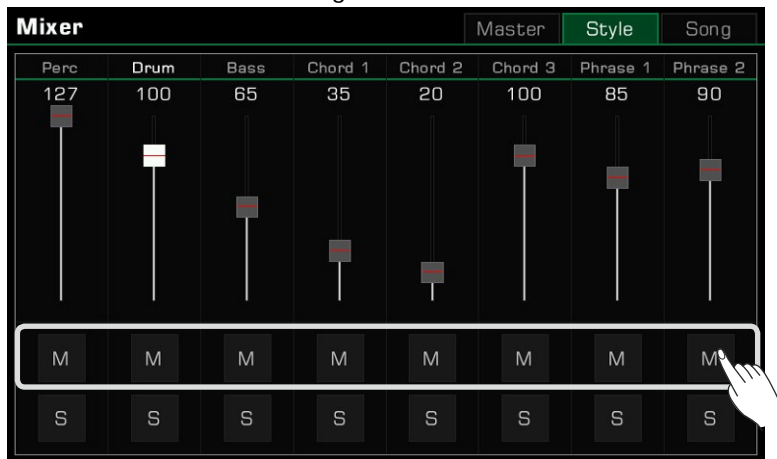 Mixer Master Style Song
Perc Drum Bass Chord 1 Chord 2 Chord 3 Phrase 1 Phrase 2
127 100 65 35 20 100 85 90
M M M M M M M M
S S S S S S S S